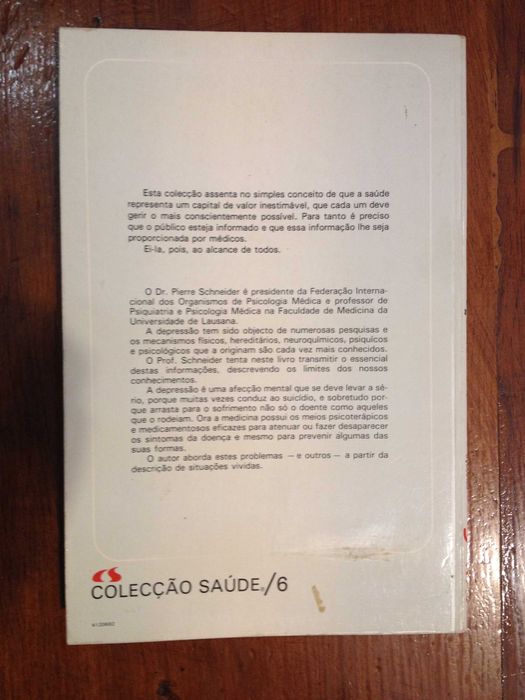 Esta colecção assenta no simples conceito de que a saúde
representa um capital de valor inestimável, que cada um deve
gerir o mais conscientemente possível. Para tanto é preciso
que o público esteja informado e que essa informação lhe seja
proporcionada por médicos.
Ei-la, pois, ao alcance de todos.
O Dr. Pierre Schneider é presidente da Federação Interna-
cional dos Organismos de Psicologia Médica e professor de
Psiquiatria e Psicologia Médica na Faculdade de Medicina da
Universidade de Lausana.
A depressão tem sido objecto de numerosas pesquisas e
os mecanismos físicos, hereditários, neuroquímicos, psíquicos
e psicológicos que a originam são cada vez mais conhecidos.
O Prof. Schneider tenta neste livro transmitir o essencial
destas informações, descrevendo os limites dos nossos
conhecimentos.
A depressão é uma afecção mental que se deve levar a sé-
rio, porque muitas vezes conduz ao suicídio, e sobretudo por-
que arrasta para o sofrimento não só o doente como aqueles
que o rodeiam. Ora a medicina possui os meios psicoterápicos
e medicamentosos eficazes para atenuar ou fazer desaparecer
os sintomas da doença e mesmo para prevenir algumas das
suas formas.
O autor aborda estes problemas — e outros — a partir da
descrição de situações vividas.
CS
COLECÇÃO SAÚDE/6